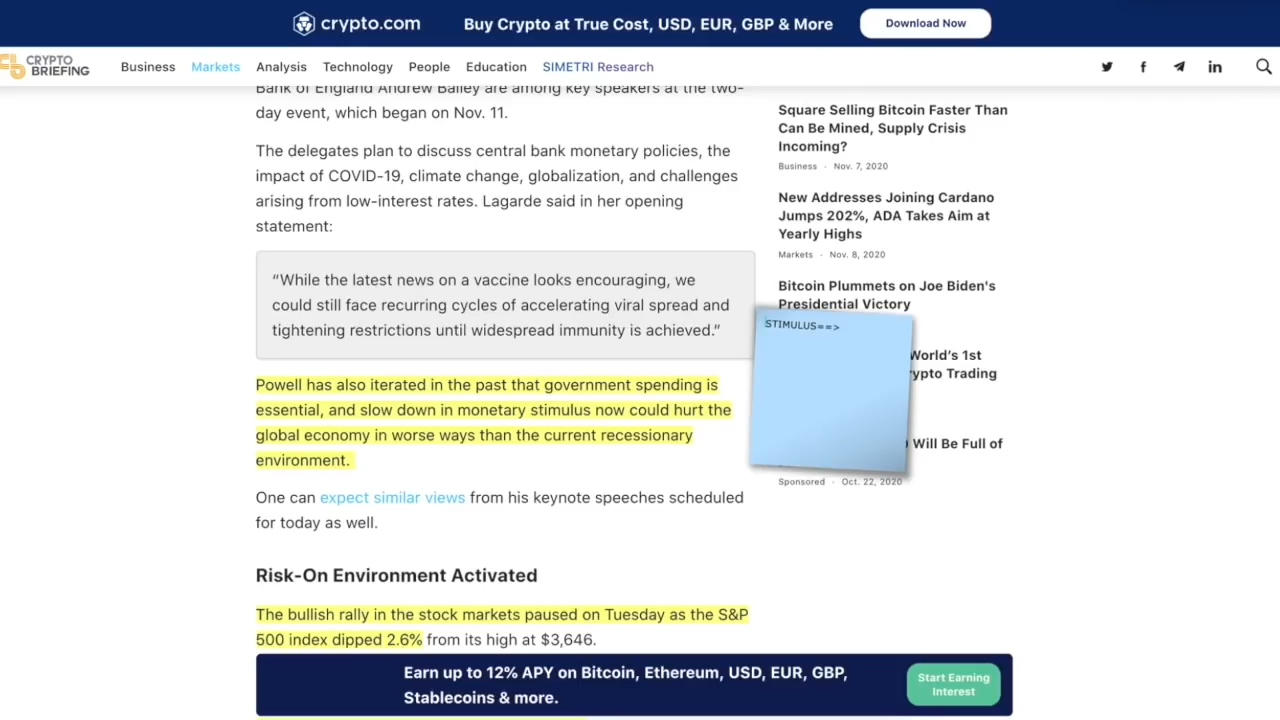 crypto.com
Buy Crypto at True Cost, USD, EUR, GBP & More
Download Now
CRYPTO
BRIEFING
Business
Markets
Analysis
Technology
People
Education
SIMETRI Research
Bank of England Andrew Bailey are among key speakers at the two-
day event, which began on Nov. 11.
The delegates plan to discuss central bank monetary policies, the
impact of COVID-19, climate change, globalization, and challenges
arising from low-interest rates. Lagarde said in her opening
statement:
“While the latest news on a vaccine looks encouraging, we
could still face recurring cycles of accelerating viral spread and
tightening restrictions until widespread immunity is achieved.”
Powell has also iterated in the past that government spending is
essential, and slow down in monetary stimulus now could hurt the
global economy in worse ways than the current recessionary
environment.
One can expect similar views from his keynote speeches scheduled
for today as well.
Risk-On Environment Activated
The bullish rally in the stock markets paused on Tuesday as the S&P
500 index dipped 2.6% from its high at $3,646.
Square Selling Bitcoin Faster Than
Can Be Mined, Supply Crisis
Incoming?
Business · Nov. 7, 2020
New Addresses Joining Cardano
Jumps 202%, ADA Takes Aim at
Yearly Highs
Markets · Nov. 8, 2020
Bitcoin Plummets on Joe Biden's
Presidential Victory
STIMULUS==>
World’s 1st
Trading
Will Be Full of
Sponsored · Oct. 22, 2020
Earn up to 12% APY on Bitcoin, Ethereum, USD, EUR, GBP,
Stablecoins & more.
Start Earning
Interest